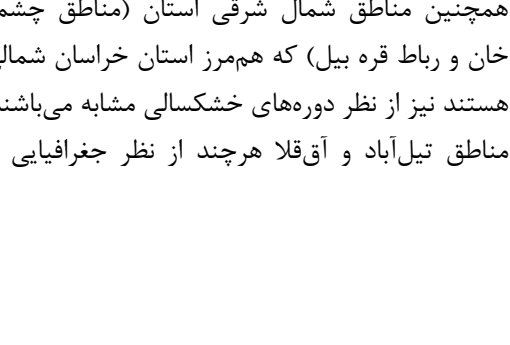 همچنین مناطق شمال شرقی استان (مناطق چشمه
خان و رباط قره بیل) که هم‌مرز استان خراسان شمالی
هستند نیز از نظر دوره‌های خشکسالی مشابه می‌باشند
مناطق تیل‌آباد و آق‌قلا هرچند از نظر جغرافیایی